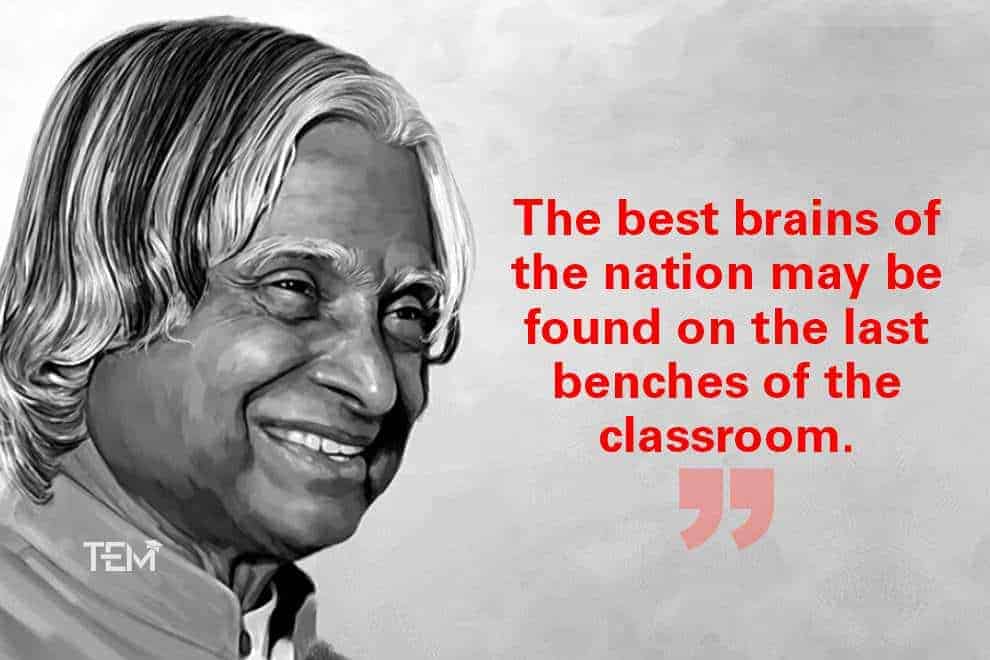 The best brains of
the nation may be
found on the last
benches of the
classroom.
”
TEM